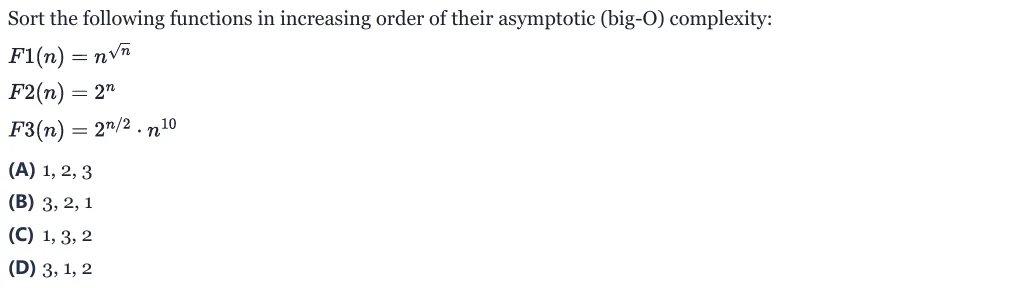 Sort the following functions in increasing order of their asymptotic (big-O) complexity:
F1(n) = n^√n
F2(n) = 2^n
F3(n) = 2^{n/2} · n^{10}
(A) 1, 2, 3
(B) 3, 2, 1
(C) 1, 3, 2
(D) 3, 1, 2